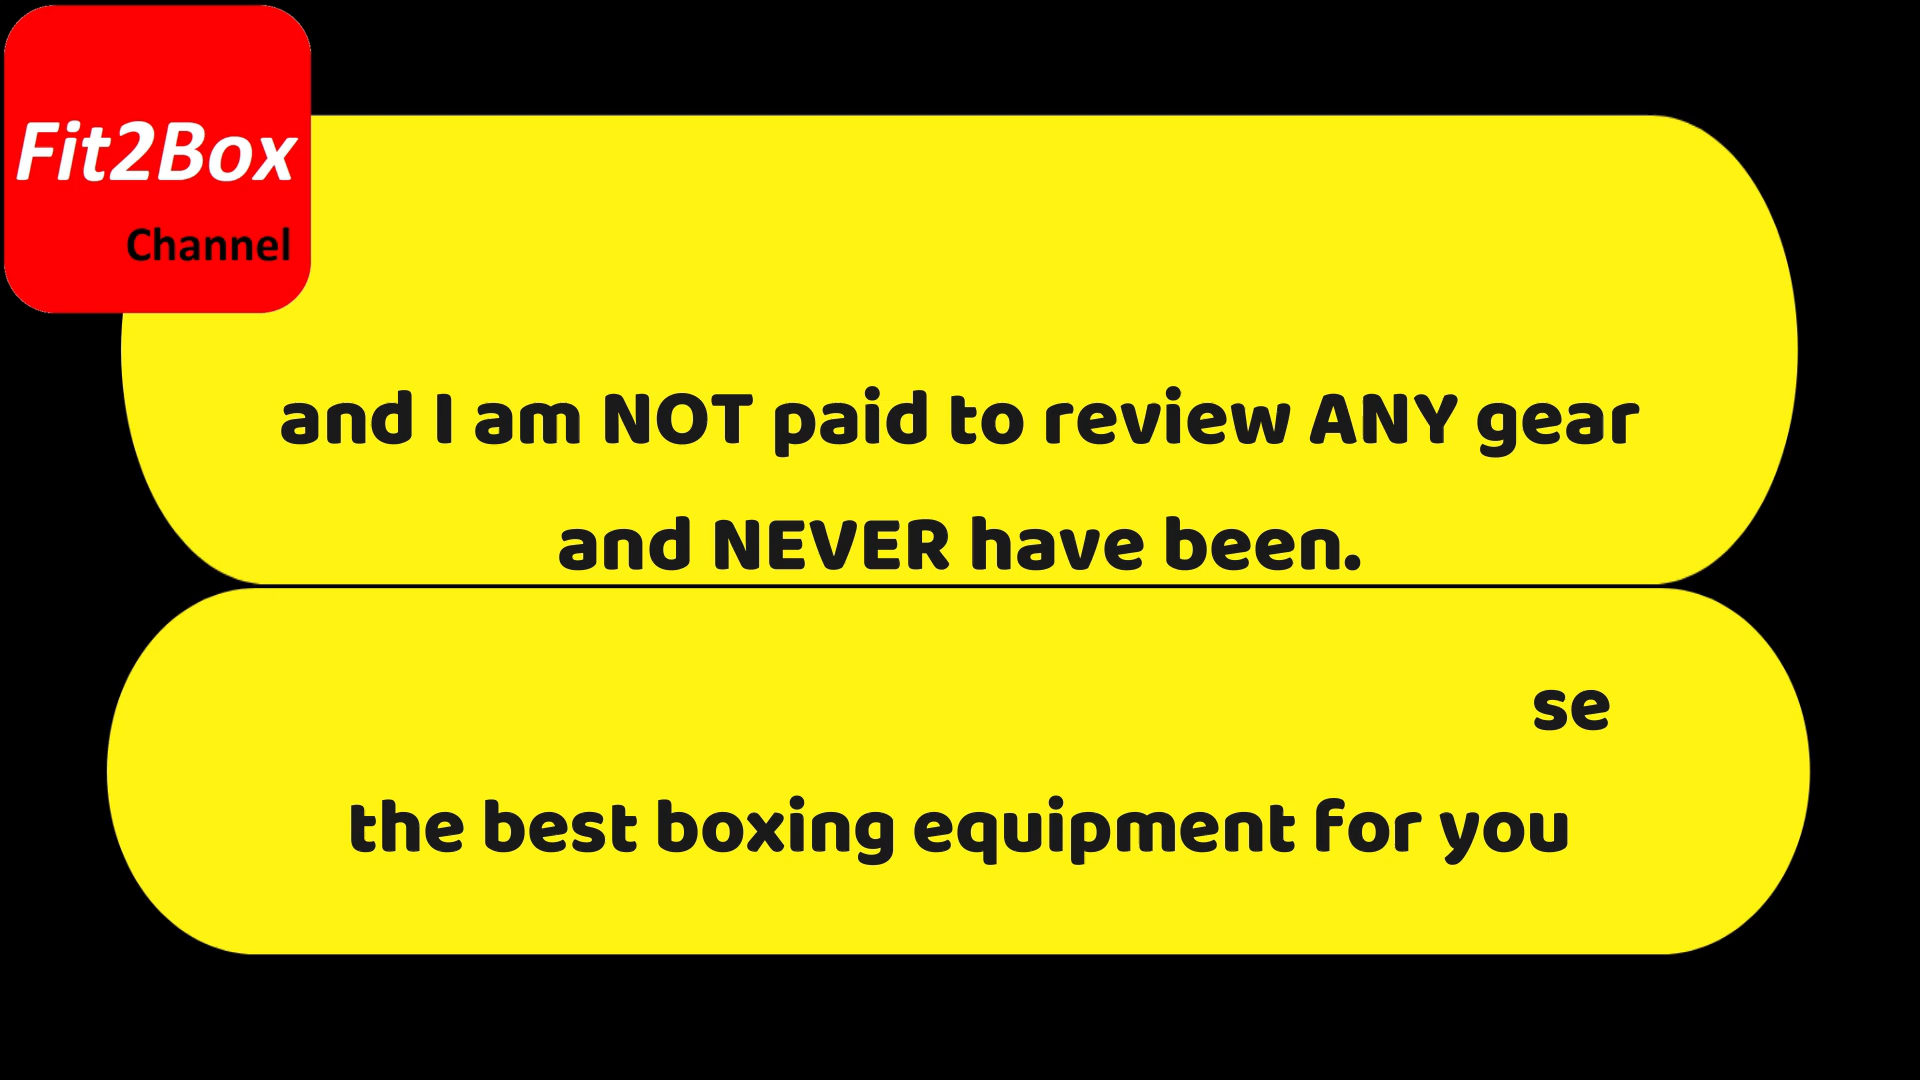 Fit2Box
Channel
and I am NOT paid to review ANY gear
and NEVER have been.
se
the best boxing equipment for you